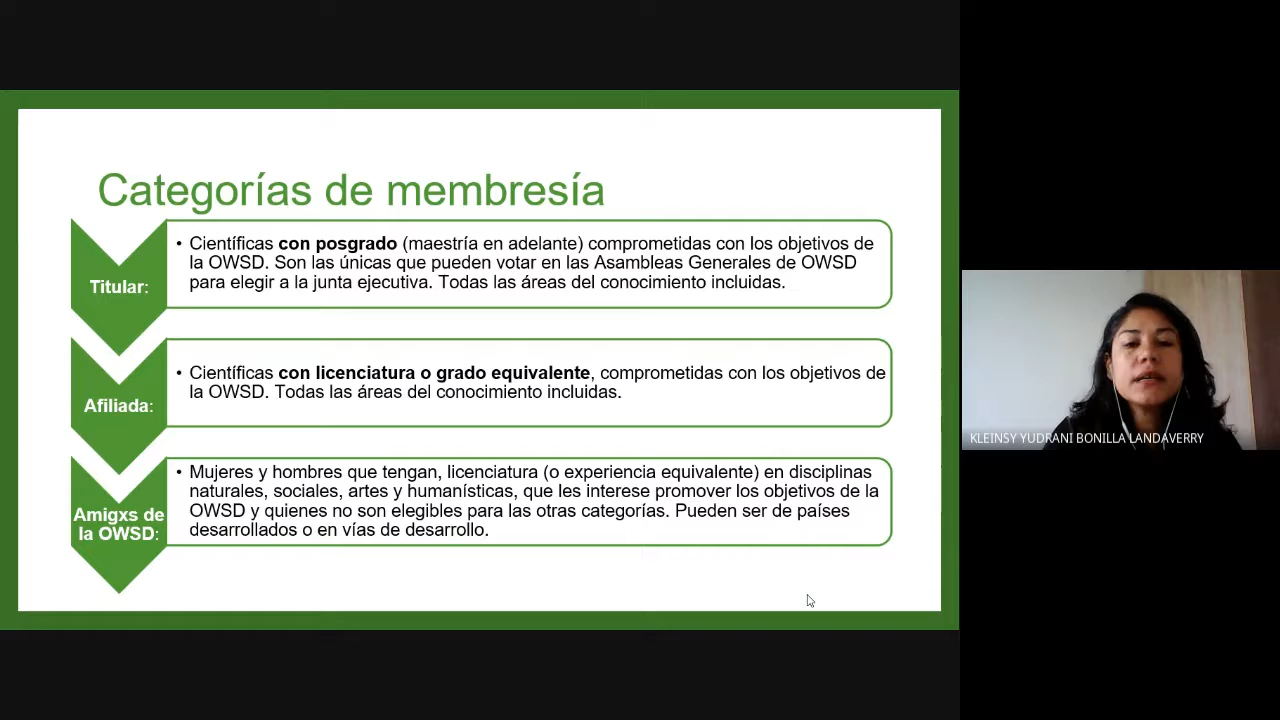 Categorías de membresía
Titular:
• Científicas con posgrado (maestría en adelante) comprometidas con los objetivos de
la OWSD. Son las únicas que pueden votar en las Asambleas Generales de OWSD
para elegir a la junta ejecutiva. Todas las áreas del conocimiento incluidas.
Afiliada:
• Científicas con licenciatura o grado equivalente, comprometidas con los objetivos de
la OWSD. Todas las áreas del conocimiento incluidas.
Amigxs de
la OWSD:
• Mujeres y hombres que tengan, licenciatura (o experiencia equivalente) en disciplinas
naturales, sociales, artes y humanísticas, que les interese promover los objetivos de la
OWSD y quienes no son elegibles para las otras categorías. Pueden ser de países
desarrollados o en vías de desarrollo.
KLEINSY YUDRANI BONILLA LANDAVERRY